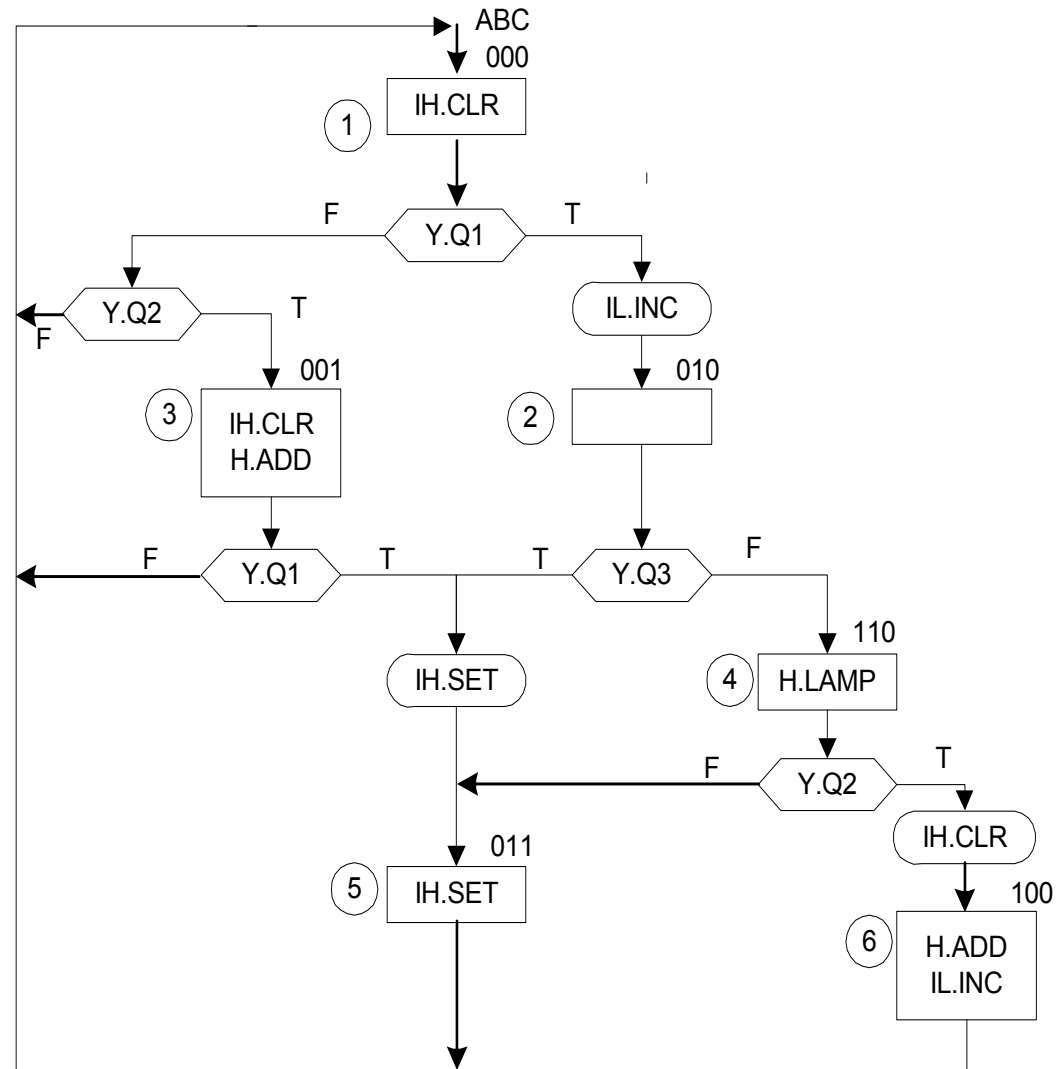 ABC
000
IH.CLR
1
F
T
Y.Q1
Y.Q2
T
F
IL.INC
001
010
3
IH.CLR
H.ADD
2
F
Y.Q1
T
T
Y.Q3
F
110
IH.SET
4
H.LAMP
F
Y.Q2
T
IH.CLR
011
5
IH.SET
100
6
H.ADD
IL.INC